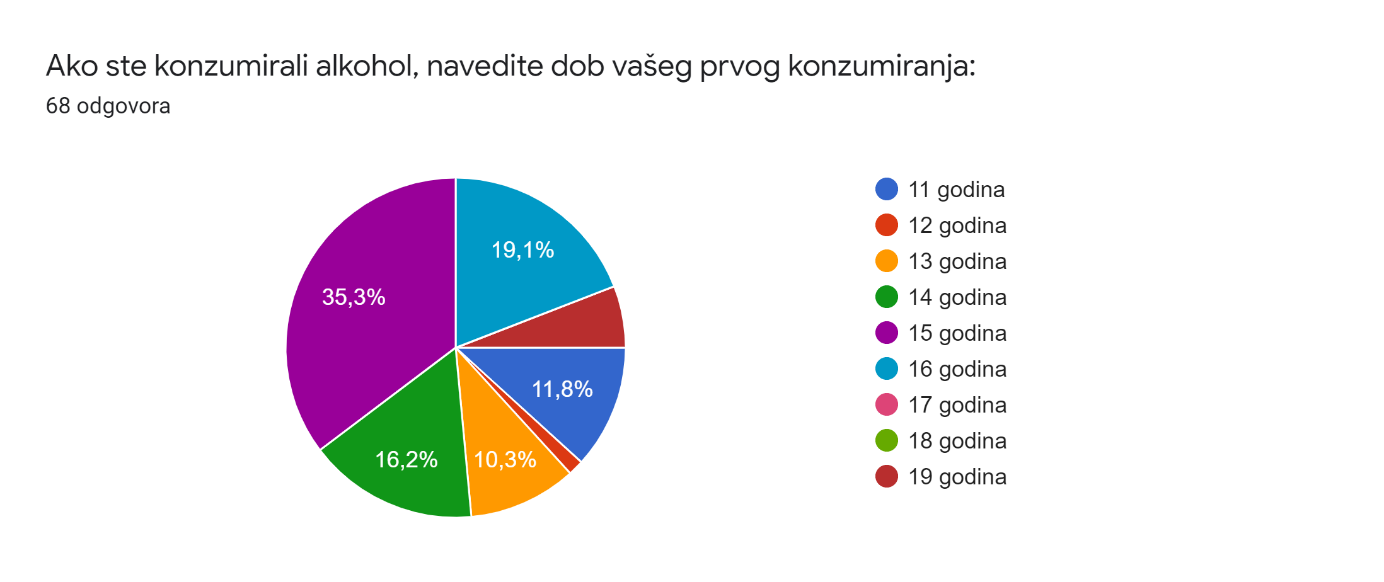 Ako ste konzumirali alkohol, navedite dob vašeg prvog konzumiranja:
68 odgovora
19,1%
35,3%
11,8%
16,2%
10,3%
11 godina
12 godina
13 godina
14 godina
15 godina
16 godina
17 godina
18 godina
19 godina